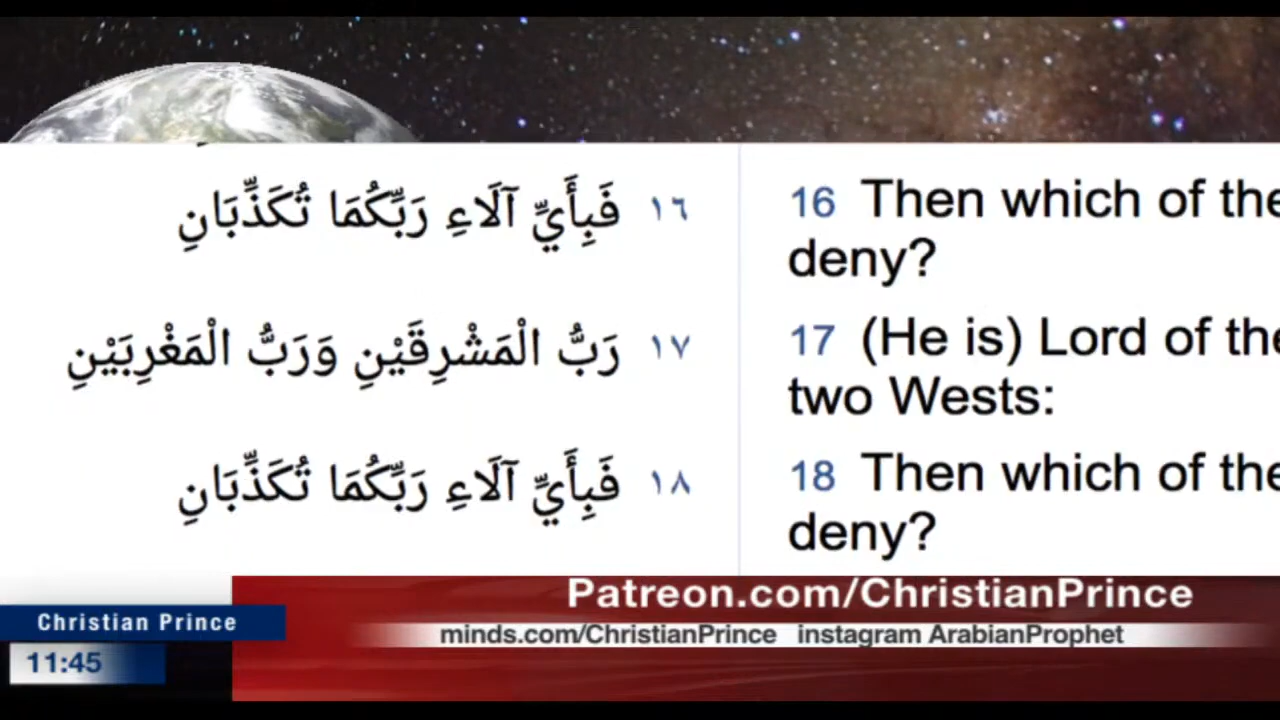 ١٦ فَبِأَيِّ آلَاءِ رَبِّكُمَا تُكَذِّبَانِ
16 Then which of the
deny?
١٧ رَبُّ الْمَشْرِقَيْنِ وَرَبُّ الْمَغْرِبَيْنِ
17 (He is) Lord of the
two Wests:
١٨ فَبِأَيِّ آلَاءِ رَبِّكُمَا تُكَذِّبَانِ
18 Then which of the
deny?
Patreon.com/ChristianPrince
Christian Prince
minds.com/ChristianPrince instagram ArabianProphet
11:45